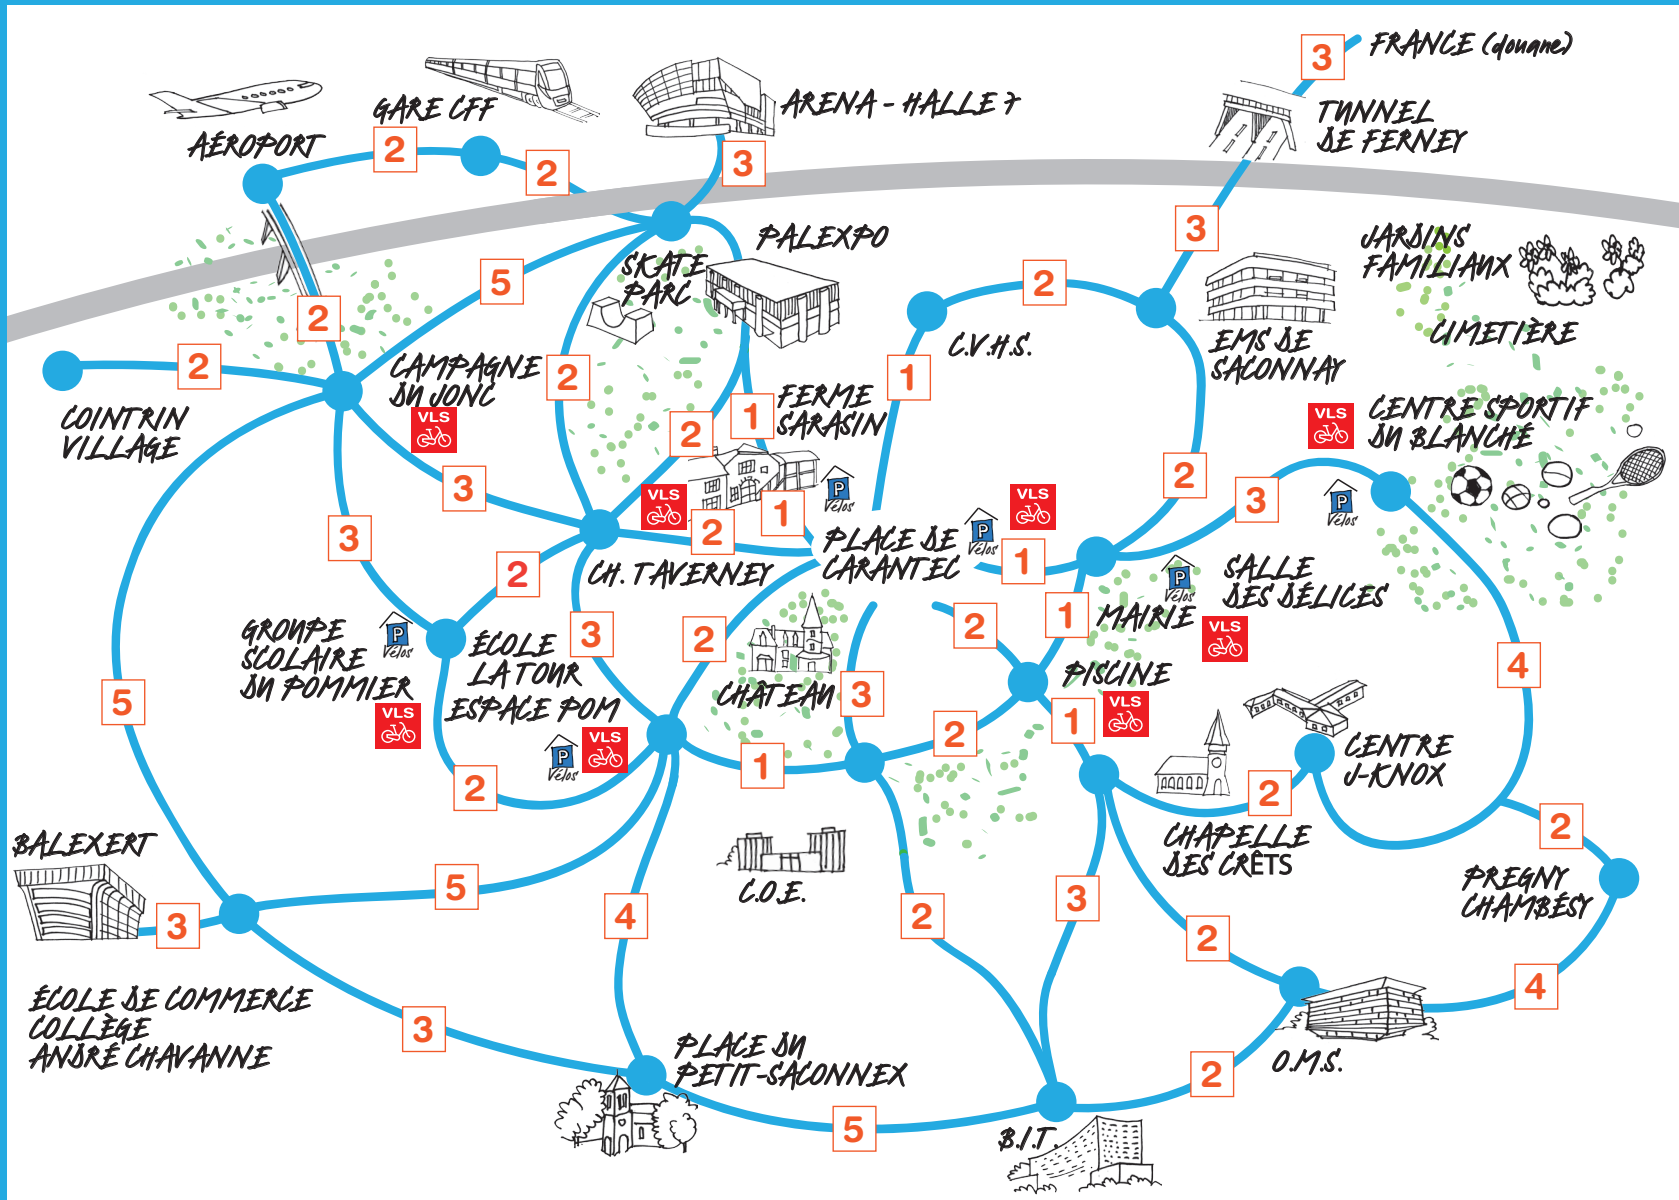 3
FRANCE (douane)
GARE CFF
ARENA - HALLE 7
TUNNEL
DE FERNEY
AÉROPORT
2
2
3
3
PALEXPO
JARDINS
FAMILIAUX
SKATE
PARC
5
2
2
C.V.H.S.
EMS DE
SACONNAY
CIMETIÈRE
2
CAMPAGNE
DU JONC
VLS
2
1
COINTRIN
VILLAGE
FERME
SARASIN
1
2
VLS
CENTRE SPORTIF
DU BLANCHÉ
3
VLS
2
1
P
Vélos
PLACE DE
CARANTEC
P
Vélos
VLS
1
2
3
P
Vélos
3
2
CH. TAVERNEY
SALLE
DES DÉLICES
P
Vélos
MAIRIE
VLS
1
GROUPE
SCOLAIRE
DU POMMIER
P
Vélos
VLS
ÉCOLE
LA TOUR
ESPACE POM
P
Vélos
VLS
3
2
2
CHÂTEAU
3
PISCINE
VLS
1
4
5
2
1
2
CENTRE
J-KNOX
2
CHAPELLE
DES CRÊTS
2
BALEXERT
3
5
4
C.O.E.
2
3
2
PREGNY
CHAMBÉSY
4
ÉCOLE DE COMMERCE
COLLÈGE
ANDRÉ CHAVANNE
3
PLACE DU
PETIT-SACONNEX
2
O.M.S.
5
B.I.T.